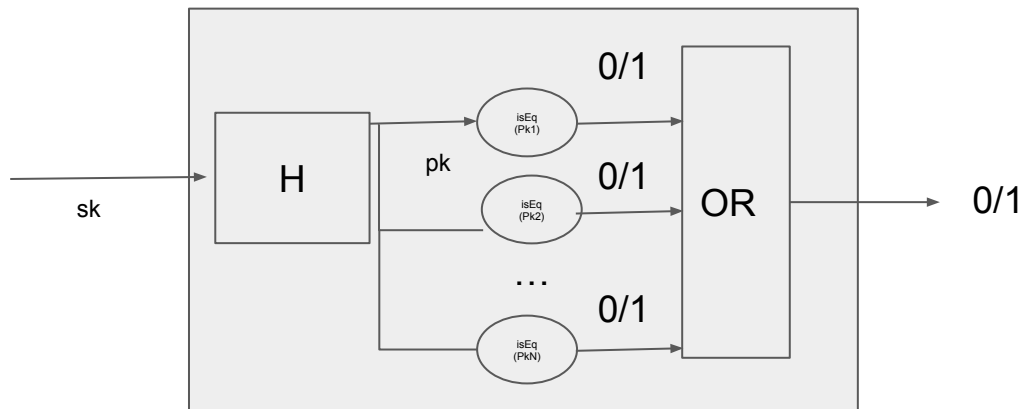 0/1
isEq
(Pk1)
H
pk
sk
0/1
isEq
(Pk2)
OR
0/1
...
0/1
isEq
(PkN)